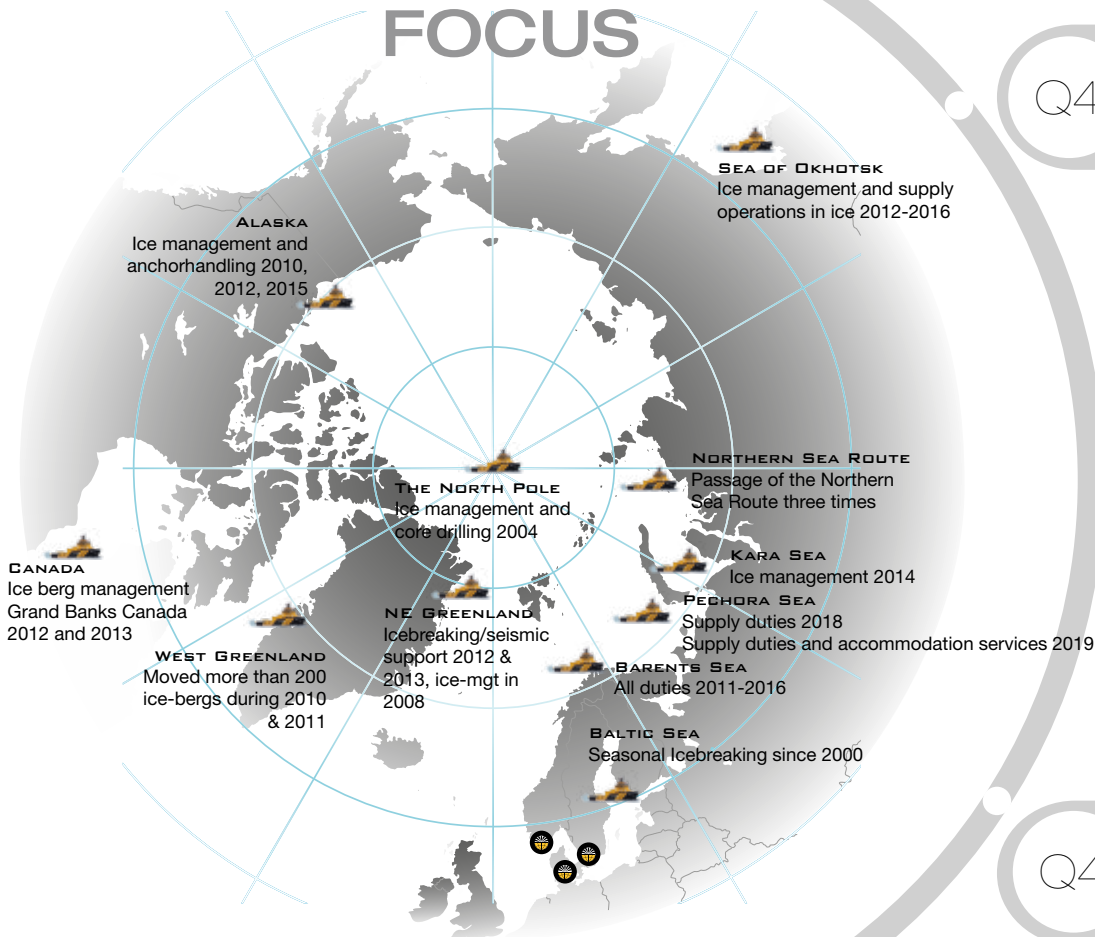 FOCUS
Q4
SEA OF OKHOTSK
Ice management and supply
operations in ice 2012-2016
ALASKA
Ice management and
anchorhandling 2010,
2012, 2015
NORTHERN SEA ROUTE
Passage of the Northern
Sea Route three times
THE NORTH POLE
Ice management and
core drilling 2004
KARA SEA
Ice management 2014
CANADA
Ice berg management
Grand Banks Canada
2012 and 2013
PECHORA SEA
Supply duties 2018
Supply duties and accommodation services 2019
NE GREENLAND
Icebreaking/seismic
support 2012 &
2013, ice-mgt in
2008
WEST GREENLAND
Moved more than 200
ice-bergs during 2010
& 2011
BARENTS SEA
All duties 2011-2016
BALTIC SEA
Seasonal Icebreaking since 2000
Q4